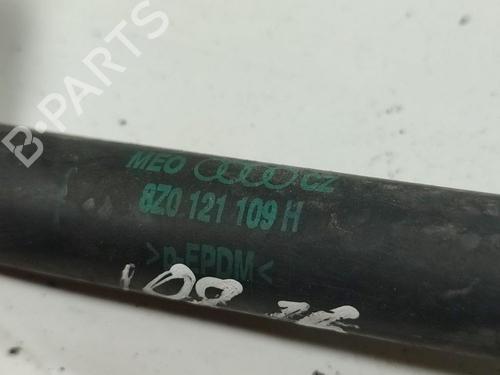 B-PARTS
MEO CZ
8Z0 121 109 H
>p-EPDM<